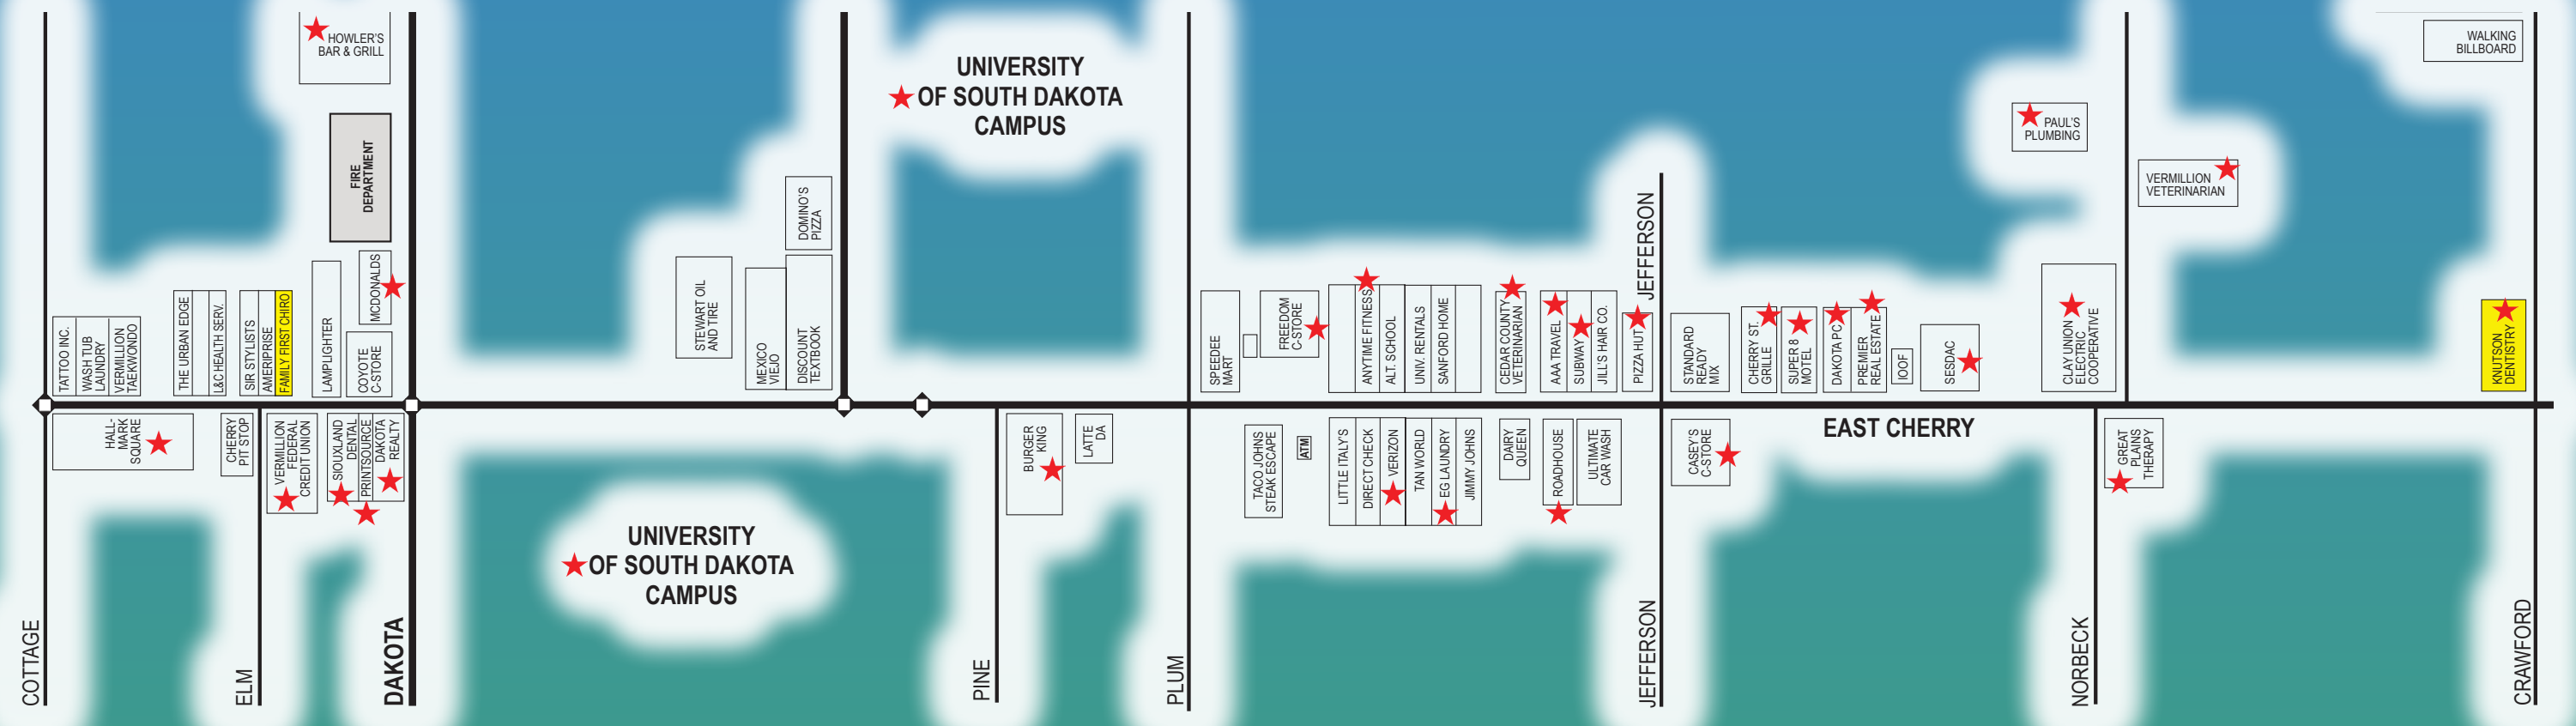 HOWLER'S
BAR & GRILL
FIRE
DEPARTMENT
MCDONALDS
TATTOO INC.
WASH TUB
LAUNDRY
VERMILLION
TAEKWONDO
THE URBAN EDGE
L&C HEALTH SERV.
SIR STYLISTS
AMERIPRISE
FAMILY FIRST CHIRO
LAMPLIGHTER
COYOTE
C-STORE
STEWART OIL
AND TIRE
MEXICO
VIEJO
DOMINO'S
PIZZA
DISCOUNT
TEXTBOOK
UNIVERSITY
OF SOUTH DAKOTA
CAMPUS
SPEEDEE
MART
FREEDOM
C-STORE
ANYTIME FITNESS
ALT. SCHOOL
UNIV. RENTALS
SANFORD HOME
CEDAR COUNTY
VETERINARIAN
AAA TRAVEL
SUBWAY
JILL'S HAIR CO.
PIZZA HUT
JEFFERSON
STANDARD
READY
MIX
CHERRY ST.
GRILLE
SUPER 8
MOTEL
DAKOTA PC
PREMIER
REAL ESTATE
IOOF
SESDAC
PAUL'S
PLUMBING
CLAY UNION
ELECTRIC
COOPERATIVE
VERMILLION
VETERINARIAN
WALKING
BILLBOARD
KNUTSON
DENTISTRY
HALL-
MARK
SQUARE
CHERRY
PIT STOP
VERMILLION
FEDERAL
CREDIT UNION
SIOUXLAND
DENTAL
PRINTSOURCE
DAKOTA
REALTY
UNIVERSITY
OF SOUTH DAKOTA
CAMPUS
BURGER
KING
LATTE
DA
TACO JOHNS
STEAK ESCAPE
ATM
LITTLE ITALY'S
DIRECT CHECK
VERIZON
TAN WORLD
EG LAUNDRY
JIMMY JOHNS
DAIRY
QUEEN
ROADHOUSE
ULTIMATE
CAR WASH
CASEY'S
C-STORE
EAST CHERRY
GREAT
PLAINS
THERAPY
COTTAGE
ELM
DAKOTA
PINE
PLUM
JEFFERSON
NORBECK
CRAWFORD